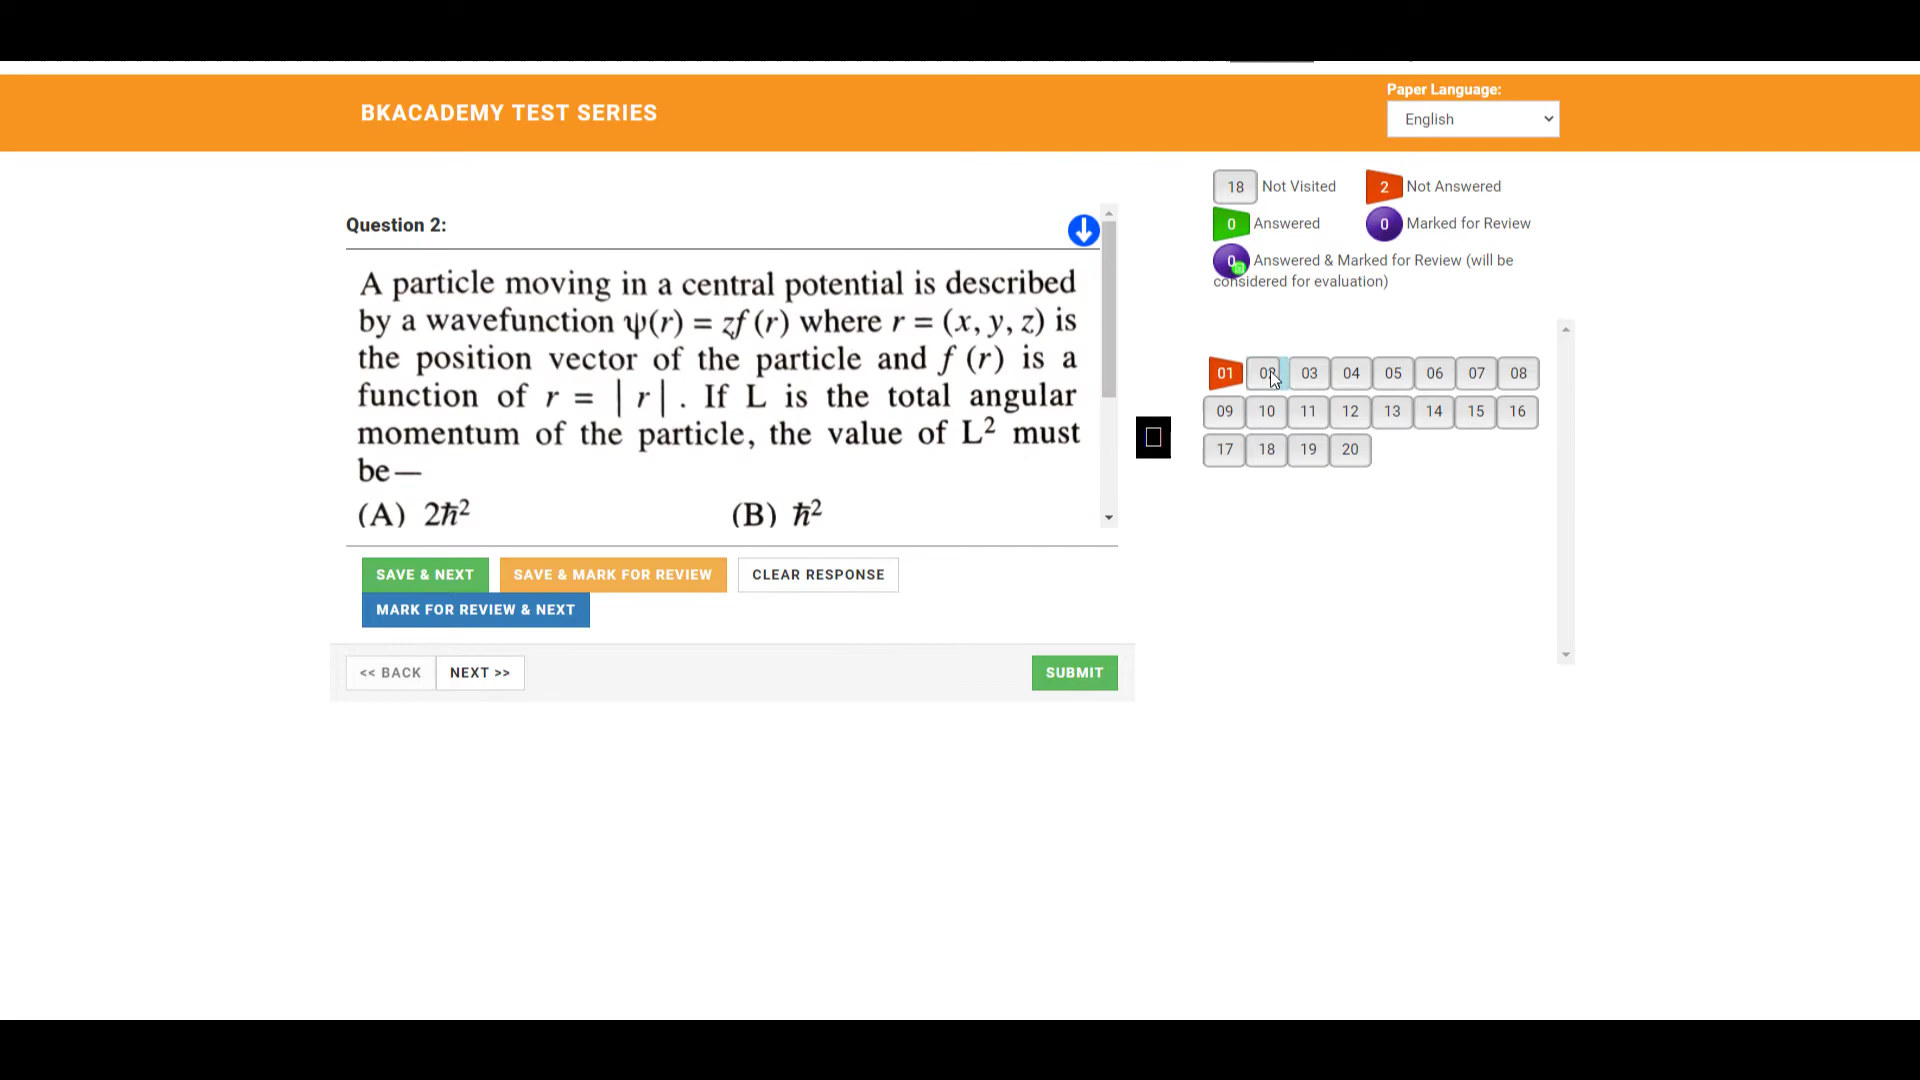 BKACADEMY TEST SERIES
Paper Language:
English
18 Not Visited
2 Not Answered
0 Answered
0 Marked for Review
0 Answered & Marked for Review (will be
considered for evaluation)
Question 2:
A particle moving in a central potential is described
by a wavefunction ψ(r) = zf (r) where r = (x, y, z) is
the position vector of the particle and f (r) is a
function of r = | r | . If L is the total angular
momentum of the particle, the value of L² must
be—
(A) 2ℏ² (B) ℏ²
01 02 03 04 05 06 07 08
09 10 11 12 13 14 15 16
17 18 19 20
SAVE & NEXT
SAVE & MARK FOR REVIEW
CLEAR RESPONSE
MARK FOR REVIEW & NEXT
<< BACK
NEXT >>
SUBMIT